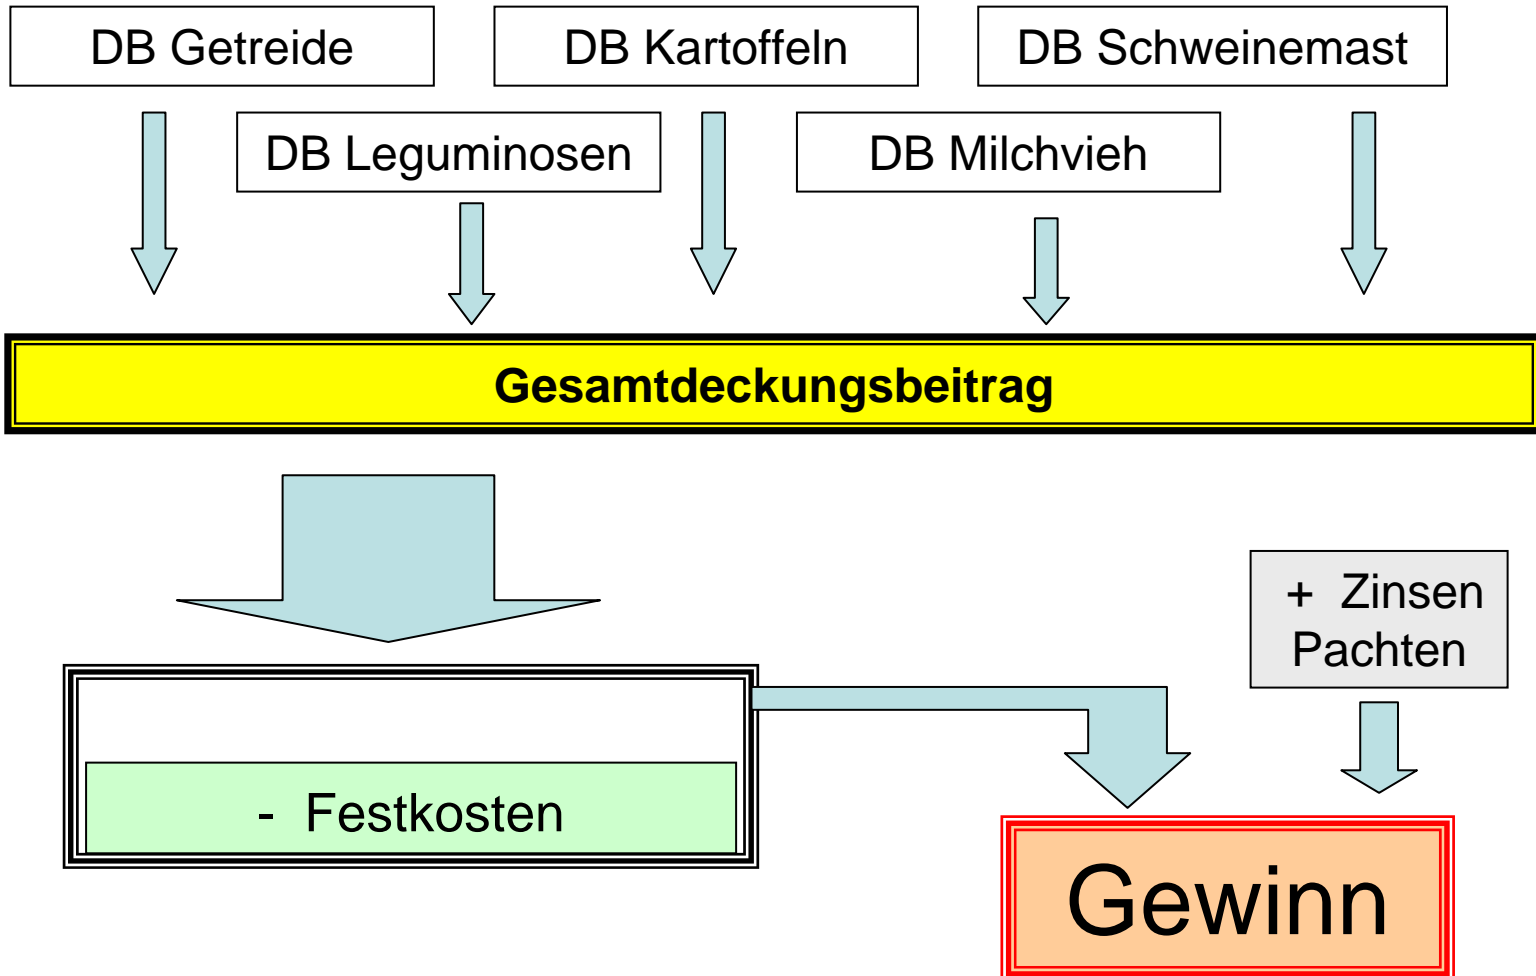 DB Getreide
DB Kartoffeln
DB Schweinemast
DB Leguminosen
DB Milchvieh
Gesamtdeckungsbeitrag
+ Zinsen
Pachten
- Festkosten
Gewinn